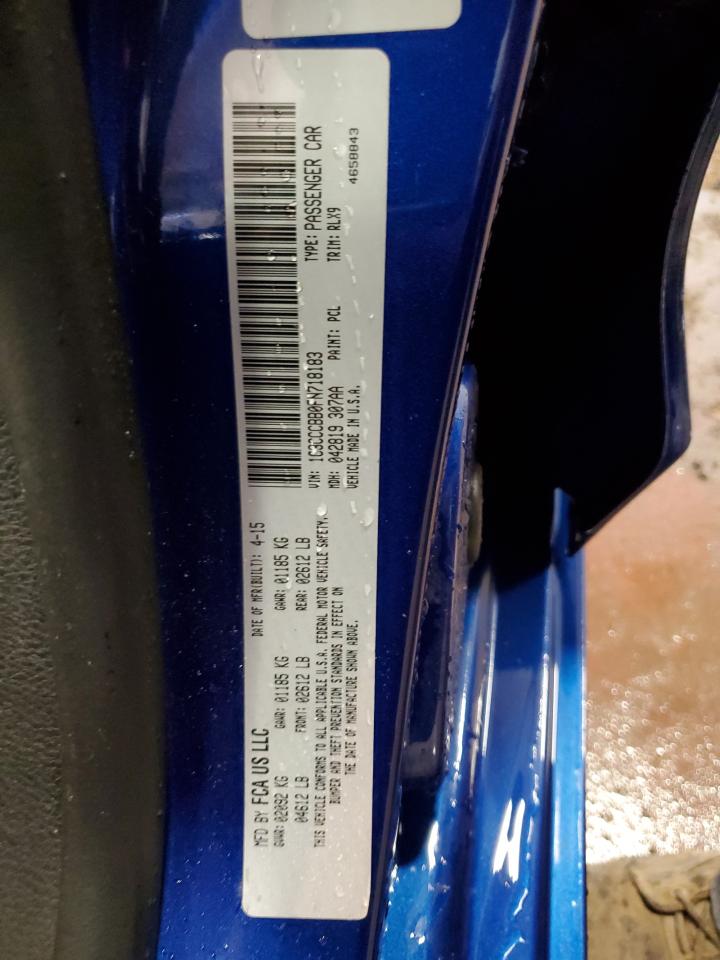 MFD BY FCA US LLC
DATE OF MFR(BUILT): 4-15
GVWR: 02092 KG
GAWR: 01185 KG
GAWR: 01185 KG
04612 LB
FRONT: 02612 LB
REAR: 02612 LB
THIS VEHICLE CONFORMS TO ALL APPLICABLE U.S.A. FEDERAL MOTOR VEHICLE SAFETY,
BUMPER AND THEFT PREVENTION STANDARDS IN EFFECT ON
THE DATE OF MANUFACTURE SHOWN ABOVE.
VIN: 1C3CCCBB0FN718183
TYPE: PASSENGER CAR
MDH: 042819 307AA
PAINT: PCL
TRIM: RLX9
VEHICLE MADE IN U.S.A.
4658843